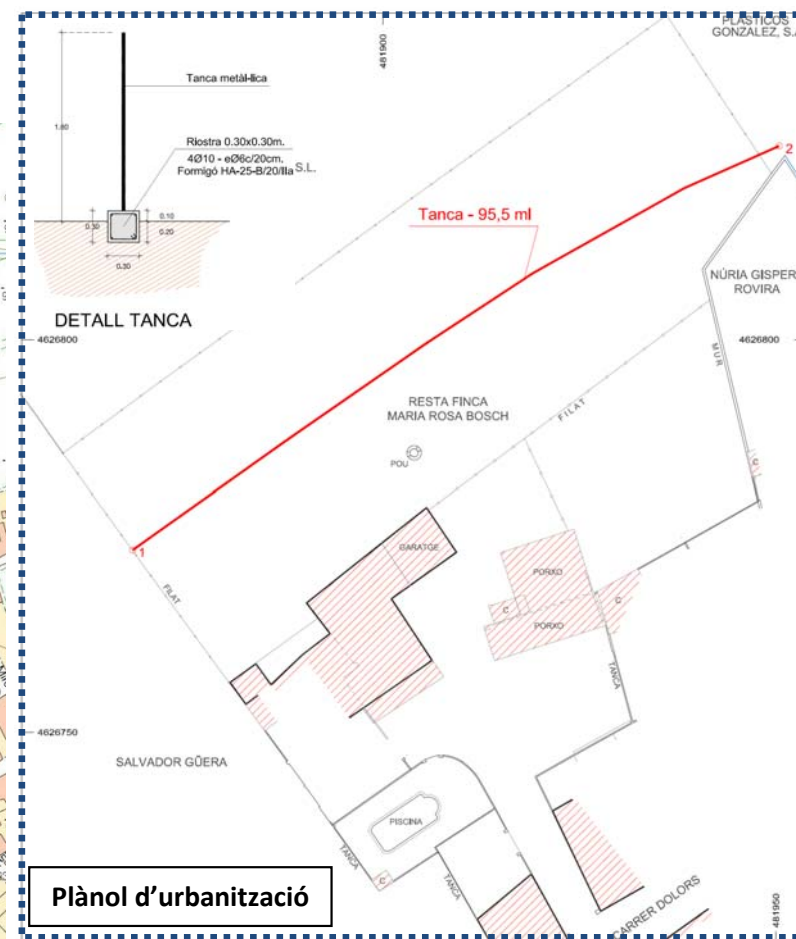 PLÁSTICOS
GONZALEZ, S.A
481900
Tanca metàl·lica
1.80
Riostra 0.30x0.30m.
4Ø10 - eØ6c/20cm.
Formigó HA-25-B/20/IIa
S.L.
0.30
0.10
0.20
0.30
DETALL TANCA
2
Tanca - 95,5 ml
NÚRIA GISPER
ROVIRA
4626800
4626800
MUR
RESTA FINCA
MARIA ROSA BOSCH
FILAT
POU
C
1
GARATGE
FILAT
PORXO
C
C
PORXO
TANCA
4626750
SALVADOR GÜERA
PISCINA
TANCA
C
TANCA
CARRER DOLORS
481950
Plànol d'urbanització